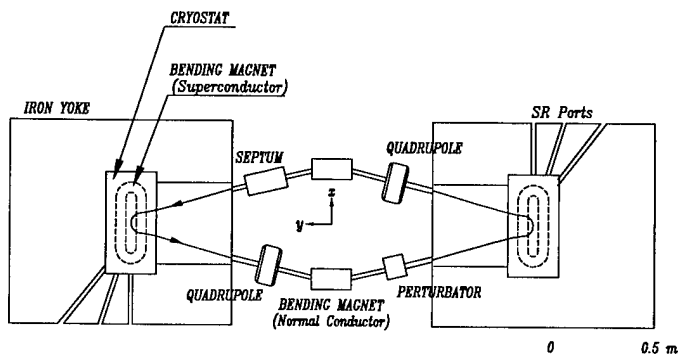 CRYOSTAT
BENDING MAGNET
(Superconductor)
IRON YOKE
SR Ports
SEPTUM
QUADRUPOLE
x
y
QUADRUPOLE
BENDING MAGNET
(Normal Conductor)
PERTURBATOR
0 0.5 m